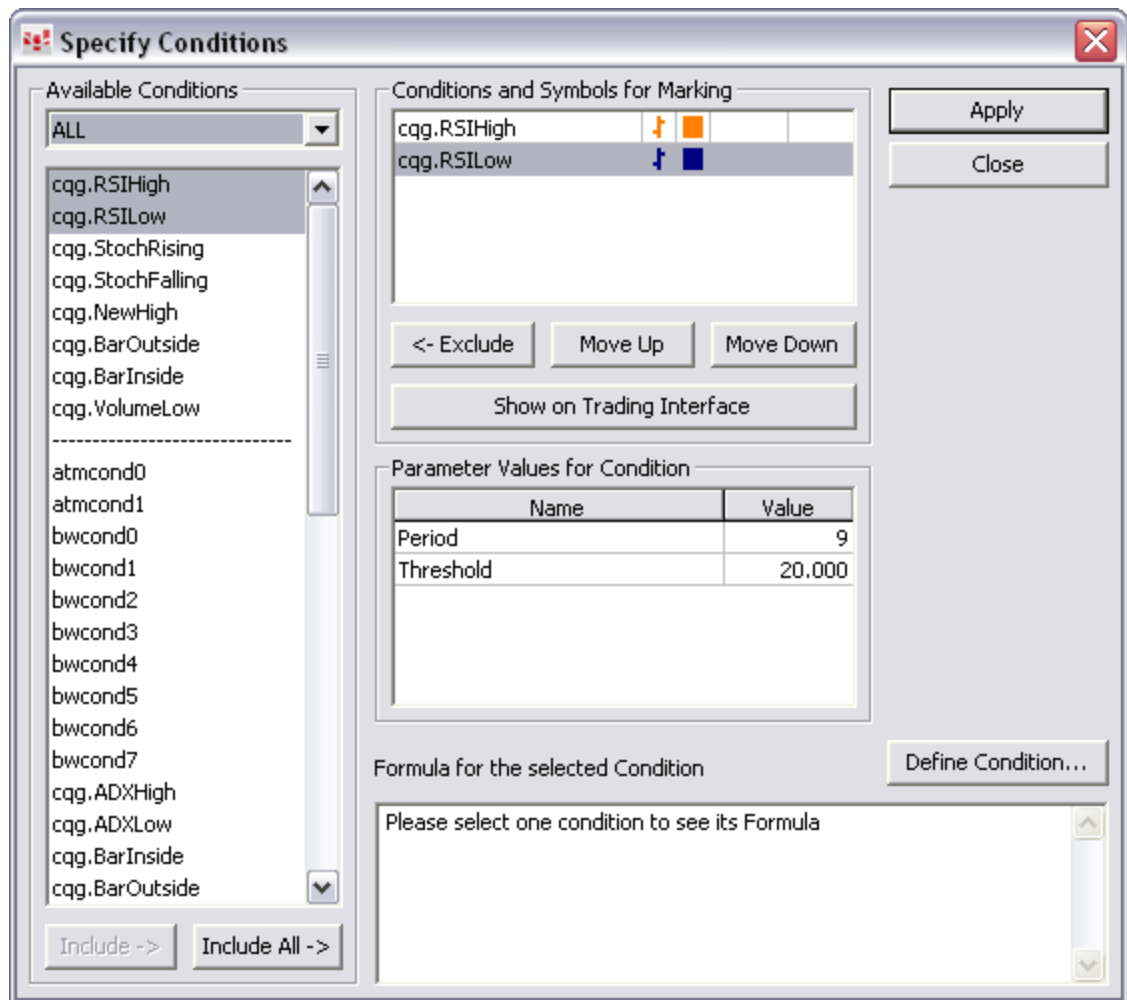 Specify Conditions
Available Conditions
ALL
cqg.RSIHigh
cqg.RSILow
cqg.StochRising
cqg.StochFalling
cqg.NewHigh
cqg.BarOutside
cqg.BarInside
cqg.VolumeLow
------------------------------
atmcond0
atmcond1
bwcond0
bwcond1
bwcond2
bwcond3
bwcond4
bwcond5
bwcond6
bwcond7
cqg.ADXHigh
cqg.ADXLow
cqg.BarInside
cqg.BarOutside
Include ->
Include All ->
Conditions and Symbols for Marking
cqg.RSIHigh
cqg.RSILow
<- Exclude
Move Up
Move Down
Show on Trading Interface
Parameter Values for Condition
Name Value
Period 9
Threshold 20.000
Formula for the selected Condition
Please select one condition to see its Formula
Apply
Close
Define Condition...